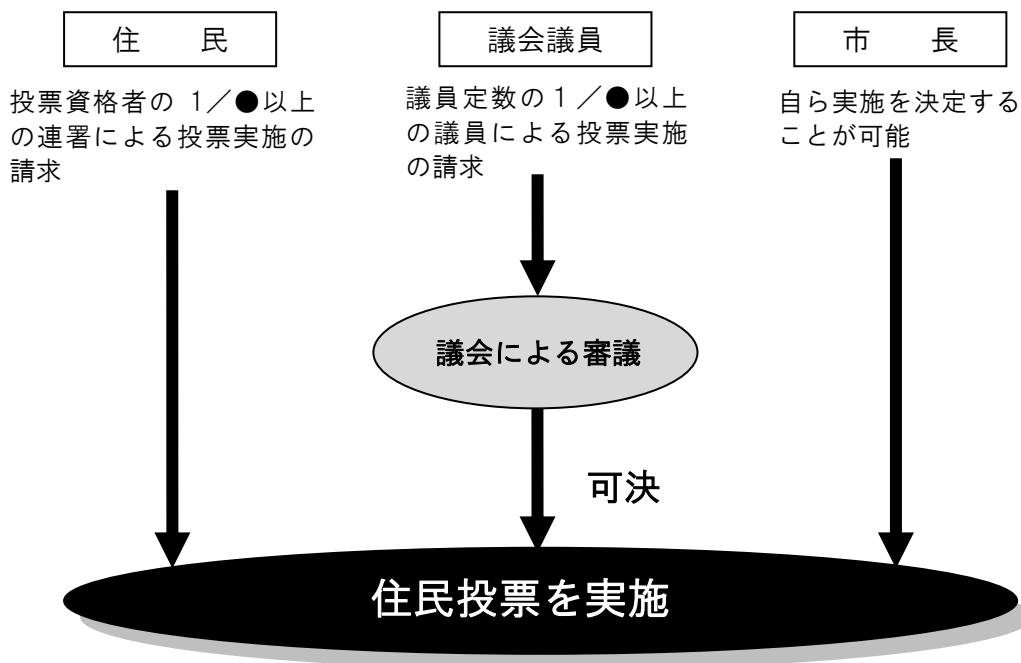 住　　民
投票資格者の 1／●以上
の連署による投票実施の
請求
議会議員
議員定数の１／●以上
の議員による投票実施
の請求
市　　長
自ら実施を決定する
ことが可能
議会による審議
可決
住民投票を実施